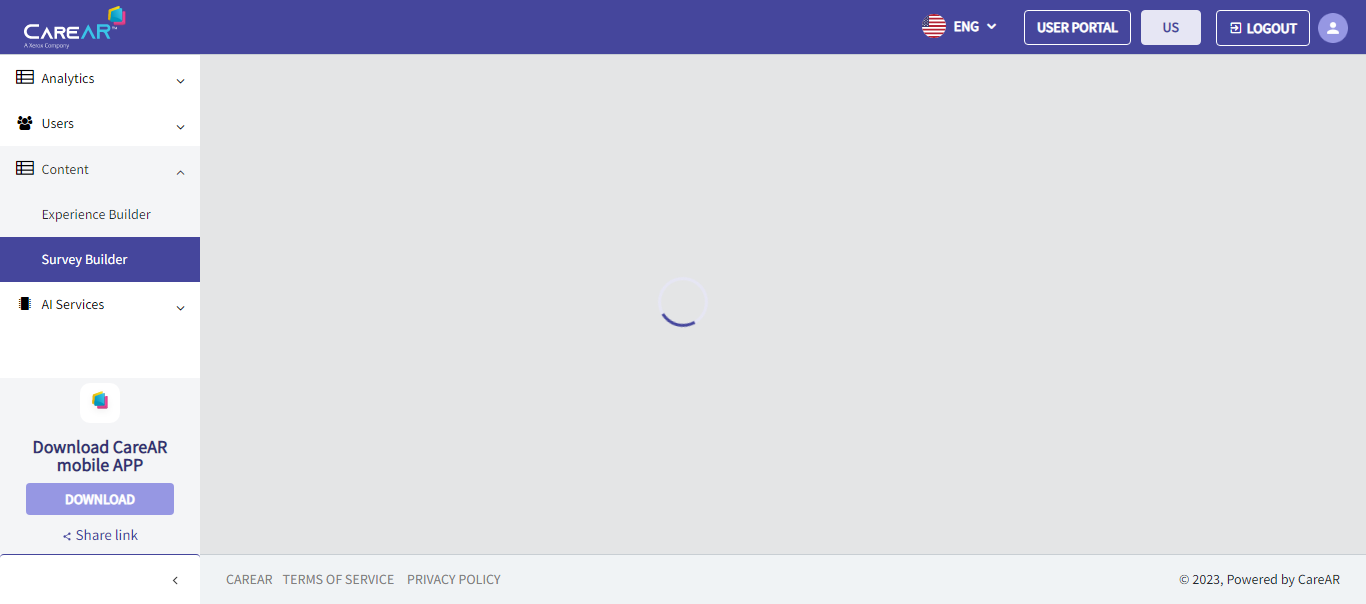 CAREAR™
A Xerox Company
ENG
USER PORTAL
US
LOGOUT
Analytics
Users
Content
Experience Builder
Survey Builder
AI Services
Download CareAR
mobile APP
DOWNLOAD
Share link
CAREAR TERMS OF SERVICE PRIVACY POLICY
© 2023, Powered by CareAR